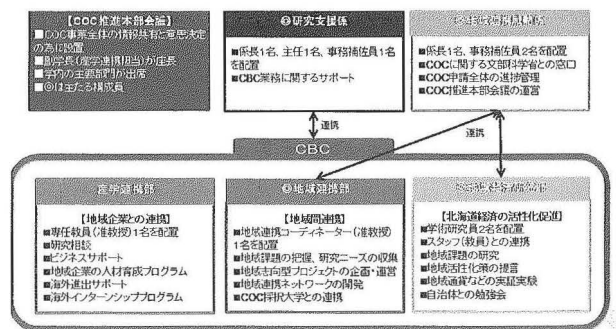 【COC推進本部会議】
■COC事業全体の情報共有と意思決定
の為に設置
■副学長（産学連携担当）が座長
■学内の主要部門が出席
■◎は主たる構成員
◎研究支援係
■係長1名、主任1名、事務補佐員1名
を配置
■CBC業務に関するサポート
■係長1名、事務補佐員2名を配置
■COCに関する文部科学省との窓口
■COC申請全体の進捗管理
■COC推進本部会議の運営
連携
連携
CBC
産学連携部
【地域企業との連携】
■専任教員（准教授）1名を配置
■研究相談
■ビジネスサポート
■地域企業の人材育成プログラム
■海外進出サポート
■海外インターンシッププログラム
◎地域連携部
【地域間連携】
■地域連携コーディネーター（准教授）
1名を配置
■地域課題の把握、研究ニーズの収集
■地域志向型プロジェクトの企画・運営
■地域連携ネットワークの開発
■COC採択大学との連携
【北海道経済の活性化促進】
■学術研究員2名を配置
■スタッフ（教員）との連携
■地域課題の研究
■地域活性化策の提言
■地域通貨などの実証実験
■自治体との勉強会